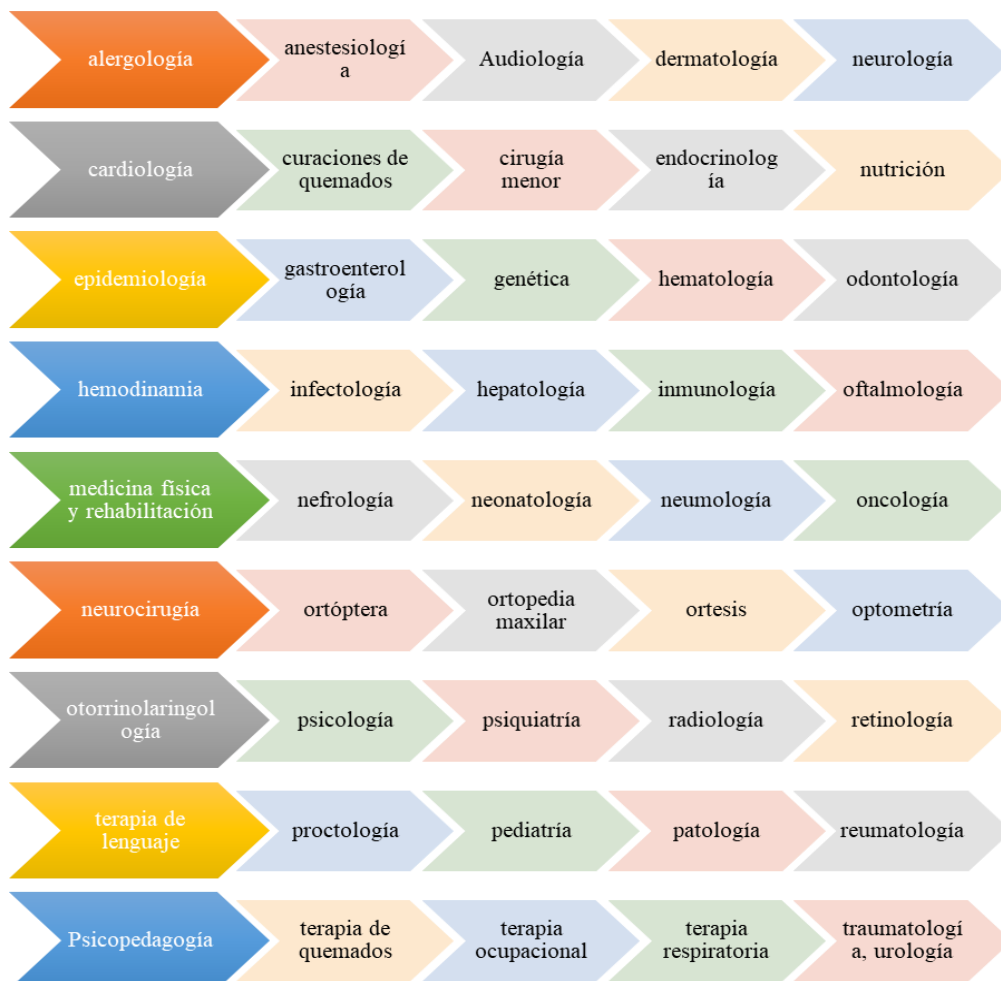 alergología
anestesiologí
a
Audiología
dermatología
neurología
cardiología
curaciones de
quemados
cirugía
menor
endocrinolog
ía
nutrición
epidemiología
gastroenterol
ogía
genética
hematología
odontología
hemodinamia
infectología
hepatología
inmunología
oftalmología
medicina física
y rehabilitación
nefrología
neonatología
neumología
oncología
neurocirugía
ortóptera
ortopedia
maxilar
ortesis
optometría
otorrinolaringol
ogía
psicología
psiquiatría
radiología
retinología
terapia de
lenguaje
proctología
pediatría
patología
reumatología
Psicopedagogía
terapia de
quemados
terapia
ocupacional
terapia
respiratoria
traumatologí
a, urología